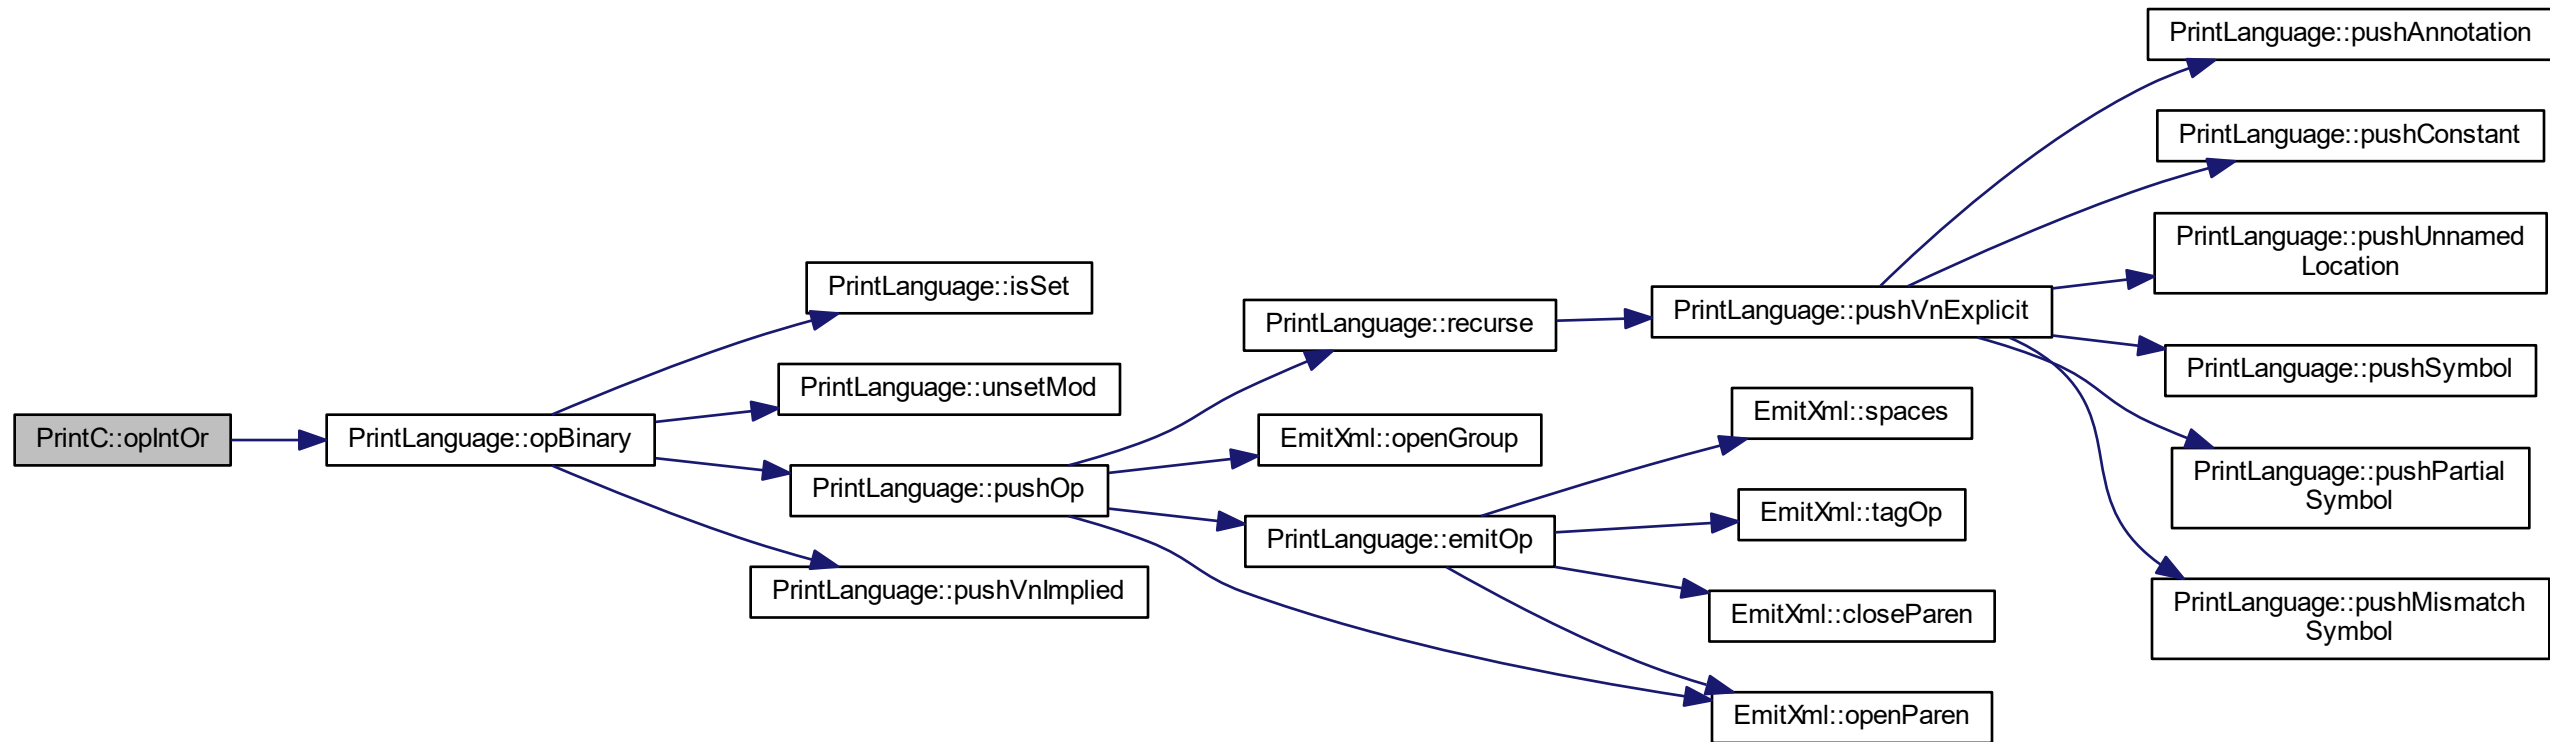 PrintC::opIntOr
PrintLanguage::opBinary
PrintLanguage::isSet
PrintLanguage::unsetMod
PrintLanguage::pushOp
PrintLanguage::pushVnImplied
PrintLanguage::recurse
EmitXml::openGroup
PrintLanguage::emitOp
PrintLanguage::pushVnExplicit
EmitXml::spaces
EmitXml::tagOp
EmitXml::closeParen
EmitXml::openParen
PrintLanguage::pushAnnotation
PrintLanguage::pushConstant
PrintLanguage::pushUnnamed
Location
PrintLanguage::pushSymbol
PrintLanguage::pushPartial
Symbol
PrintLanguage::pushMismatch
Symbol